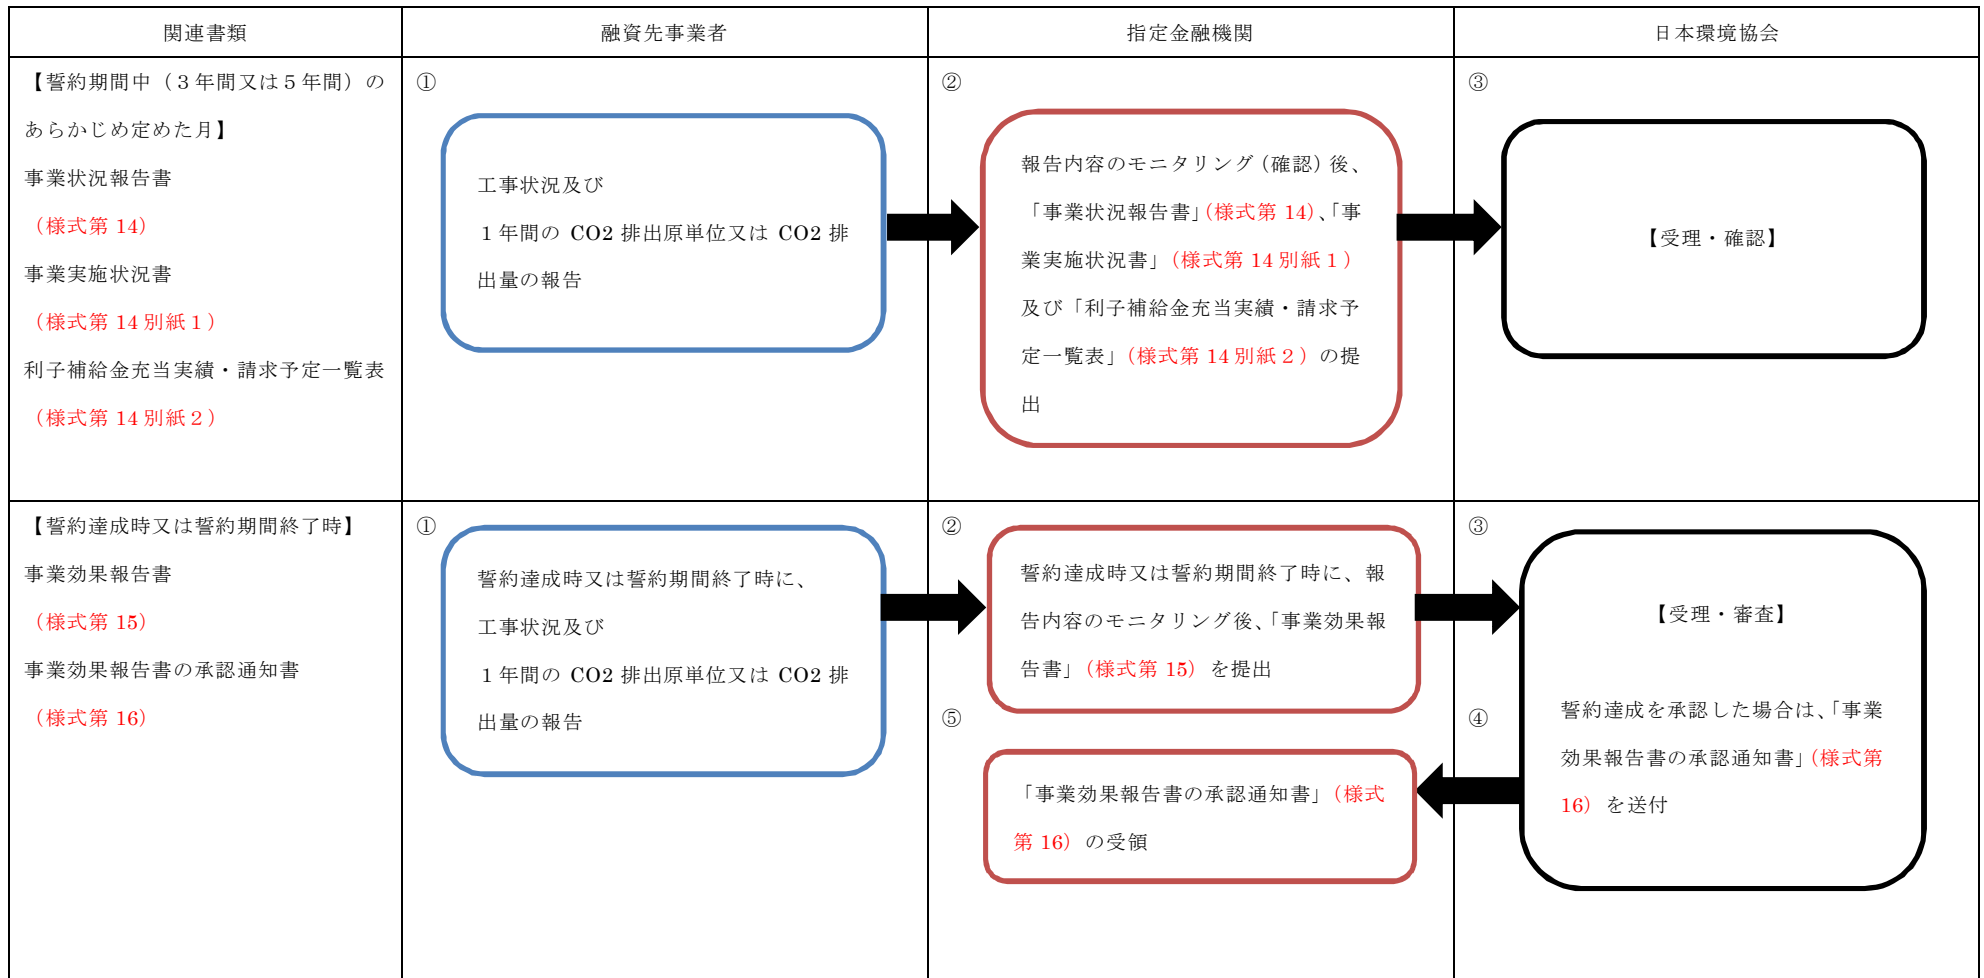 関連書類
融資先事業者
指定金融機関
日本環境協会
【誓約期間中（３年間又は５年間）の
あらかじめ定めた月】
事業状況報告書
（様式第 14）
事業実施状況書
（様式第 14 別紙１）
利子補給金充当実績・請求予定一覧表
（様式第 14 別紙２）
①
工事状況及び
１年間の CO2 排出原単位又は CO2 排
出量の報告
②
報告内容のモニタリング（確認）後、
「事業状況報告書」（様式第 14）、「事
業実施状況書」（様式第 14 別紙１）
及び「利子補給金充当実績・請求予
定一覧表」（様式第 14 別紙２）の提
出
③
【受理・確認】
【誓約達成時又は誓約期間終了時】
事業効果報告書
（様式第 15）
事業効果報告書の承認通知書
（様式第 16）
①
誓約達成時又は誓約期間終了時に、
工事状況及び
１年間の CO2 排出原単位又は CO2 排
出量の報告
②
誓約達成時又は誓約期間終了時に、報
告内容のモニタリング後、「事業効果報
告書」（様式第 15）を提出
③
【受理・審査】
④
誓約達成を承認した場合は、「事業
効果報告書の承認通知書」（様式第
16）を送付
⑤
「事業効果報告書の承認通知書」（様式
第 16）の受領